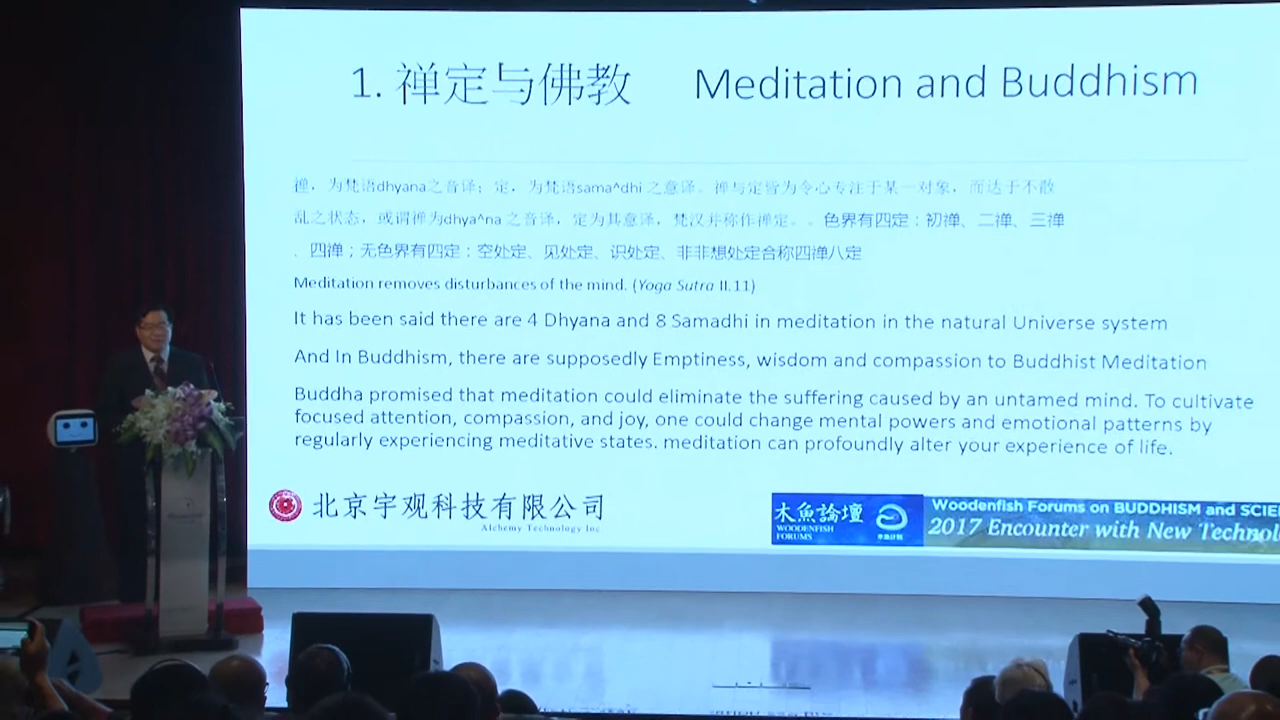 1. 禅定与佛教 Meditation and Buddhism
禅，为梵语dhyana之音译；定，为梵语sama^dhi 之意译。禅与定皆为令心专注于某一对象，而达于不散
乱之状态，或谓禅为dhya^na 之音译，定为其意译，梵汉并称作禅定。。色界有四定：初禅、二禅、三禅
、四禅；无色界有四定：空处定、见处定、识处定、非非想处定合称四禅八定
Meditation removes disturbances of the mind. (Yoga Sutra II.11)
It has been said there are 4 Dhyana and 8 Samadhi in meditation in the natural Universe system
And In Buddhism, there are supposedly Emptiness, wisdom and compassion to Buddhist Meditation
Buddha promised that meditation could eliminate the suffering caused by an untamed mind. To cultivate
focused attention, compassion, and joy, one could change mental powers and emotional patterns by
regularly experiencing meditative states. meditation can profoundly alter your experience of life.
北京宇观科技有限公司
Alchemy Technology Inc
木魚論壇
WOODENFISH
FORUMS
Woodenfish Forums on BUDDHISM and SCIE
2017 Encounter with New Technol